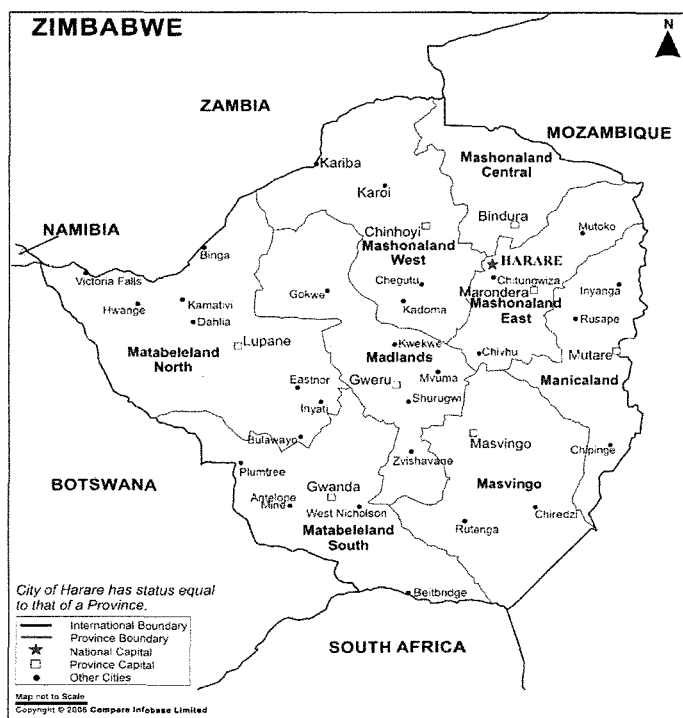 ZIMBABWE
N
ZAMBIA
MOZAMBIQUE
Mashonaland
Central
Kariba
Karoi
Bindura
Chinhoyi
Mutoko
NAMIBIA
Mashonaland
West
HARARE
Binga
Victoria Falls
Chegutu
Chitungwiza
Marondera
Inyanga
Mashonaland
East
Hwange
Kamativi
Gokwe
Kadoma
Rusape
Dahlia
Lupane
Kwekwe
Chivhu
Mutare
Matabeleland
North
Madlands
Gweru
Mvuma
Manicaland
Eastnor
Inyati
Shurugwi
Bulawayo
Masvingo
Chipinge
Zvishavane
Plumtree
BOTSWANA
Gwanda
Masvingo
Antelope
Mine
West Nicholson
Chiredzi
Rutenga
Matabeleland
South
City of Harare has status equal
to that of a Province.
Beitbridge
International Boundary
Province Boundary
National Capital
Province Capital
Other Cities
SOUTH AFRICA
Map not to Scale
Copyright © 2006 Compare Infobase Limited